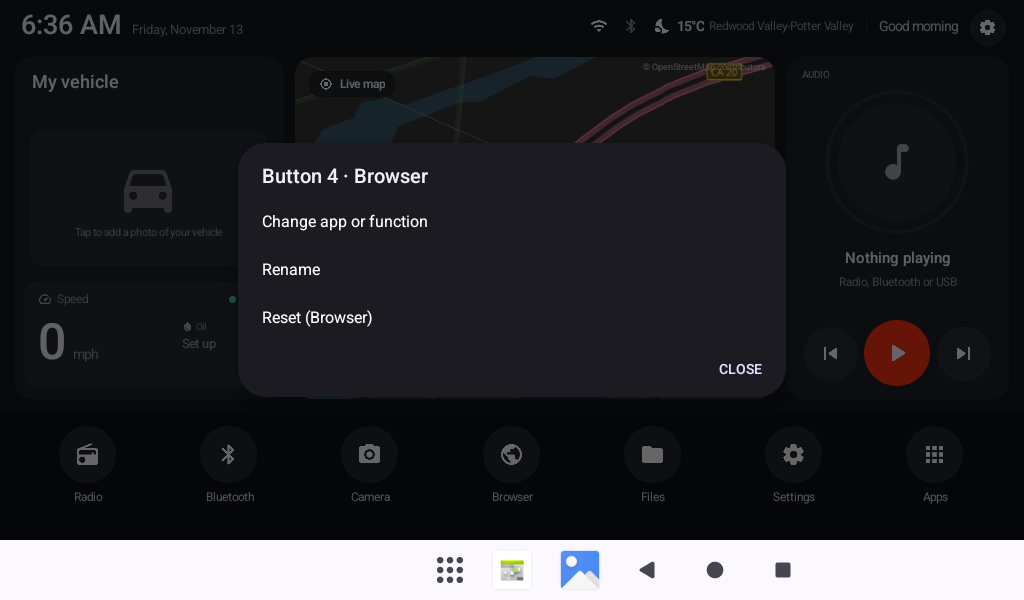 6:36 AM Friday, November 13
15°C Redwood Valley-Potter Valley
Good morning
My vehicle
Live map
© OpenStreetMap contributors
CA 20
AUDIO
Tap to add a photo of your vehicle
Button 4 · Browser
Change app or function
Rename
Reset (Browser)
CLOSE
Speed
0 mph
Oil
Set up
Nothing playing
Radio, Bluetooth or USB
Radio
Bluetooth
Camera
Browser
Files
Settings
Apps